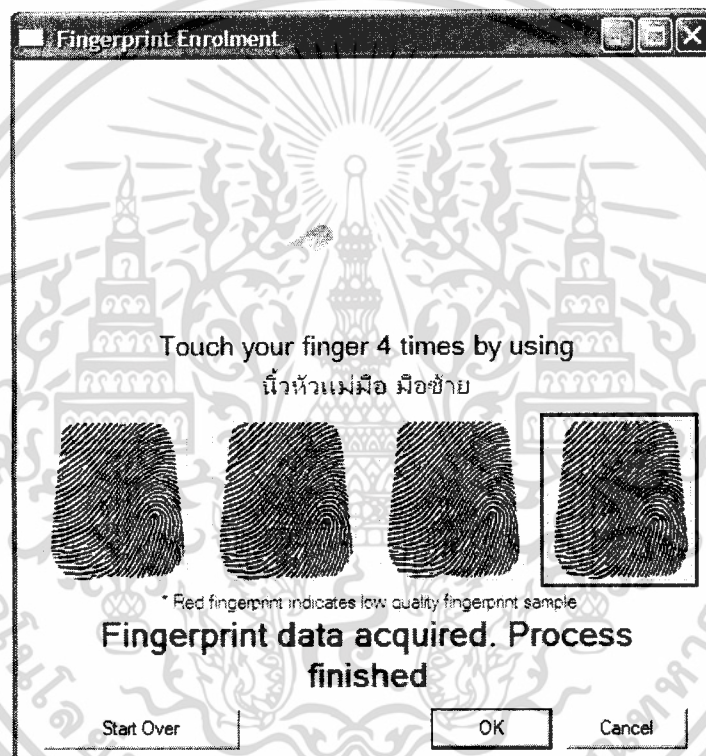 Fingerprint Enrolment
Touch your finger 4 times by using
นิ้วหัวแม่มือ มือซ้าย
* Red fingerprint indicates low quality fingerprint sample
Fingerprint data acquired. Process
finished
Start Over
OK
Cancel